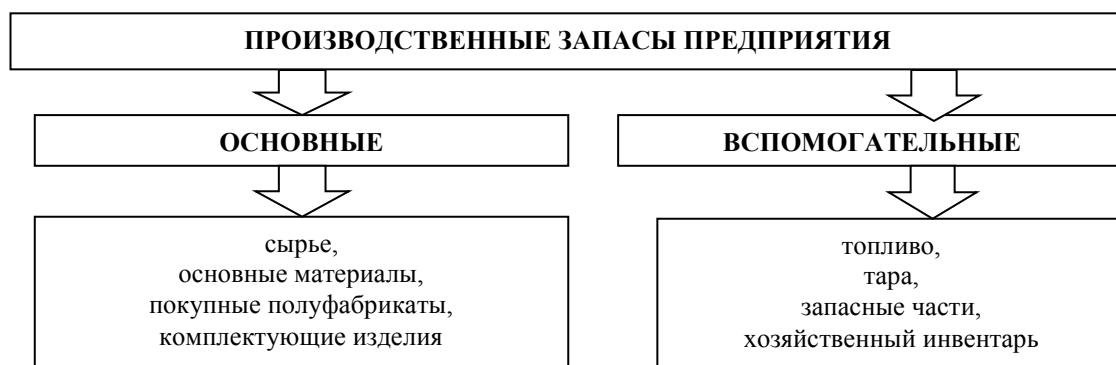 ПРОИЗВОДСТВЕННЫЕ ЗАПАСЫ ПРЕДПРИЯТИЯ
ОСНОВНЫЕ
ВСПОМОГАТЕЛЬНЫЕ
сырье,
основные материалы,
покупные полуфабрикаты,
комплектующие изделия
топливо,
тара,
запасные части,
хозяйственный инвентарь